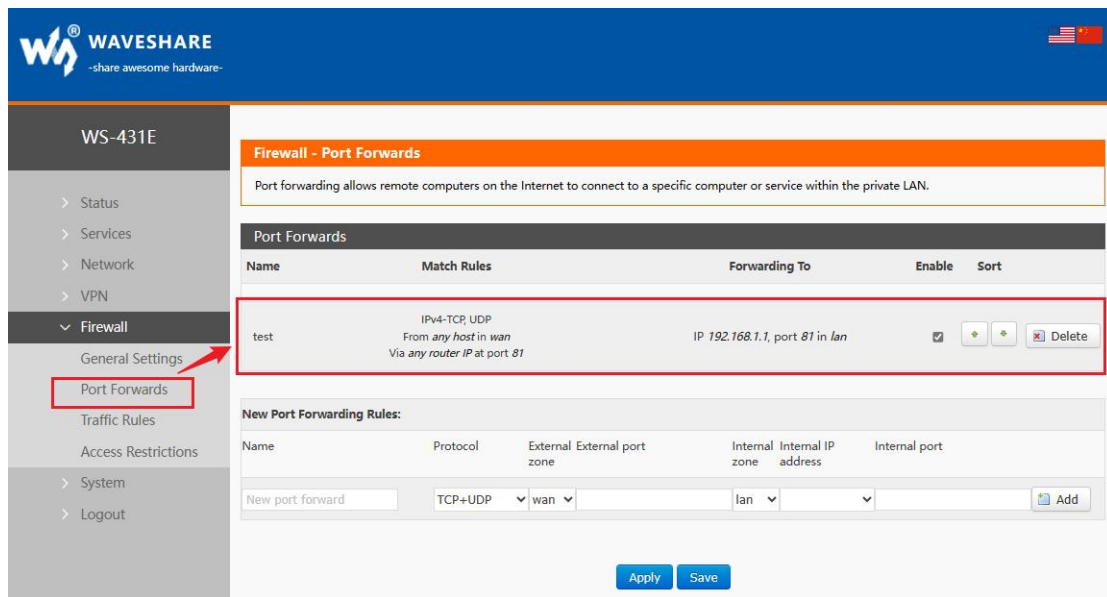 WAVESHARE
-share awesome hardware-
WS-431E
Status
Services
Network
VPN
Firewall
General Settings
Port Forwards
Traffic Rules
Access Restrictions
System
Logout
Firewall - Port Forwards
Port forwarding allows remote computers on the Internet to connect to a specific computer or service within the private LAN.
Port Forwards
Name Match Rules Forwarding To Enable Sort
IPv4-TCP, UDP
test From any host in wan IP 192.168.1.1, port 81 in lan Delete
Via any router IP at port 81
New Port Forwarding Rules:
Name Protocol External zone External port Internal zone Internal IP address Internal port
New port forward TCP+UDP wan lan Add
Apply Save